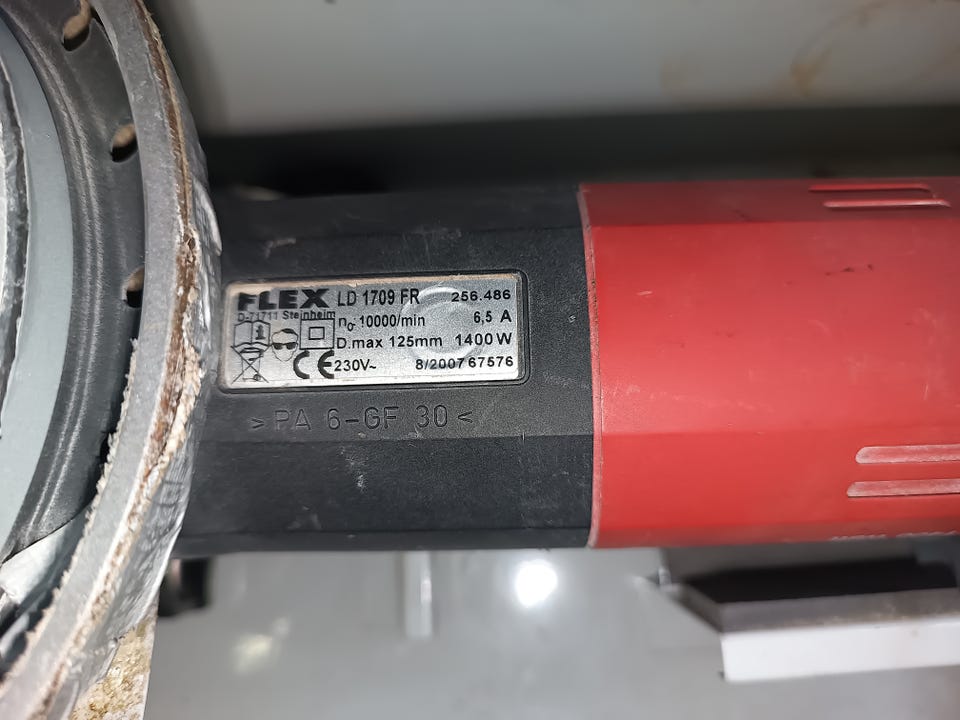 FLEX LD 1709 FR 256.486
D-71711 Steinheim
n₀ 10000/min 6,5 A
D.max 125mm 1400 W
CE 230V~ 8/2007 67576
>PA 6-GF 30<